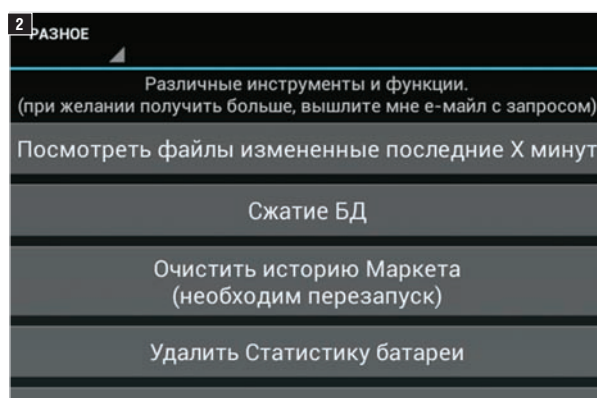 2
РАЗНОЕ
Различные инструменты и функции.
(при желании получить больше, вышлите мне е-майл с запросом)
Посмотреть файлы измененные последние X минут
Сжатие БД
Очистить историю Маркета
(необходим перезапуск)
Удалить Статистику батареи